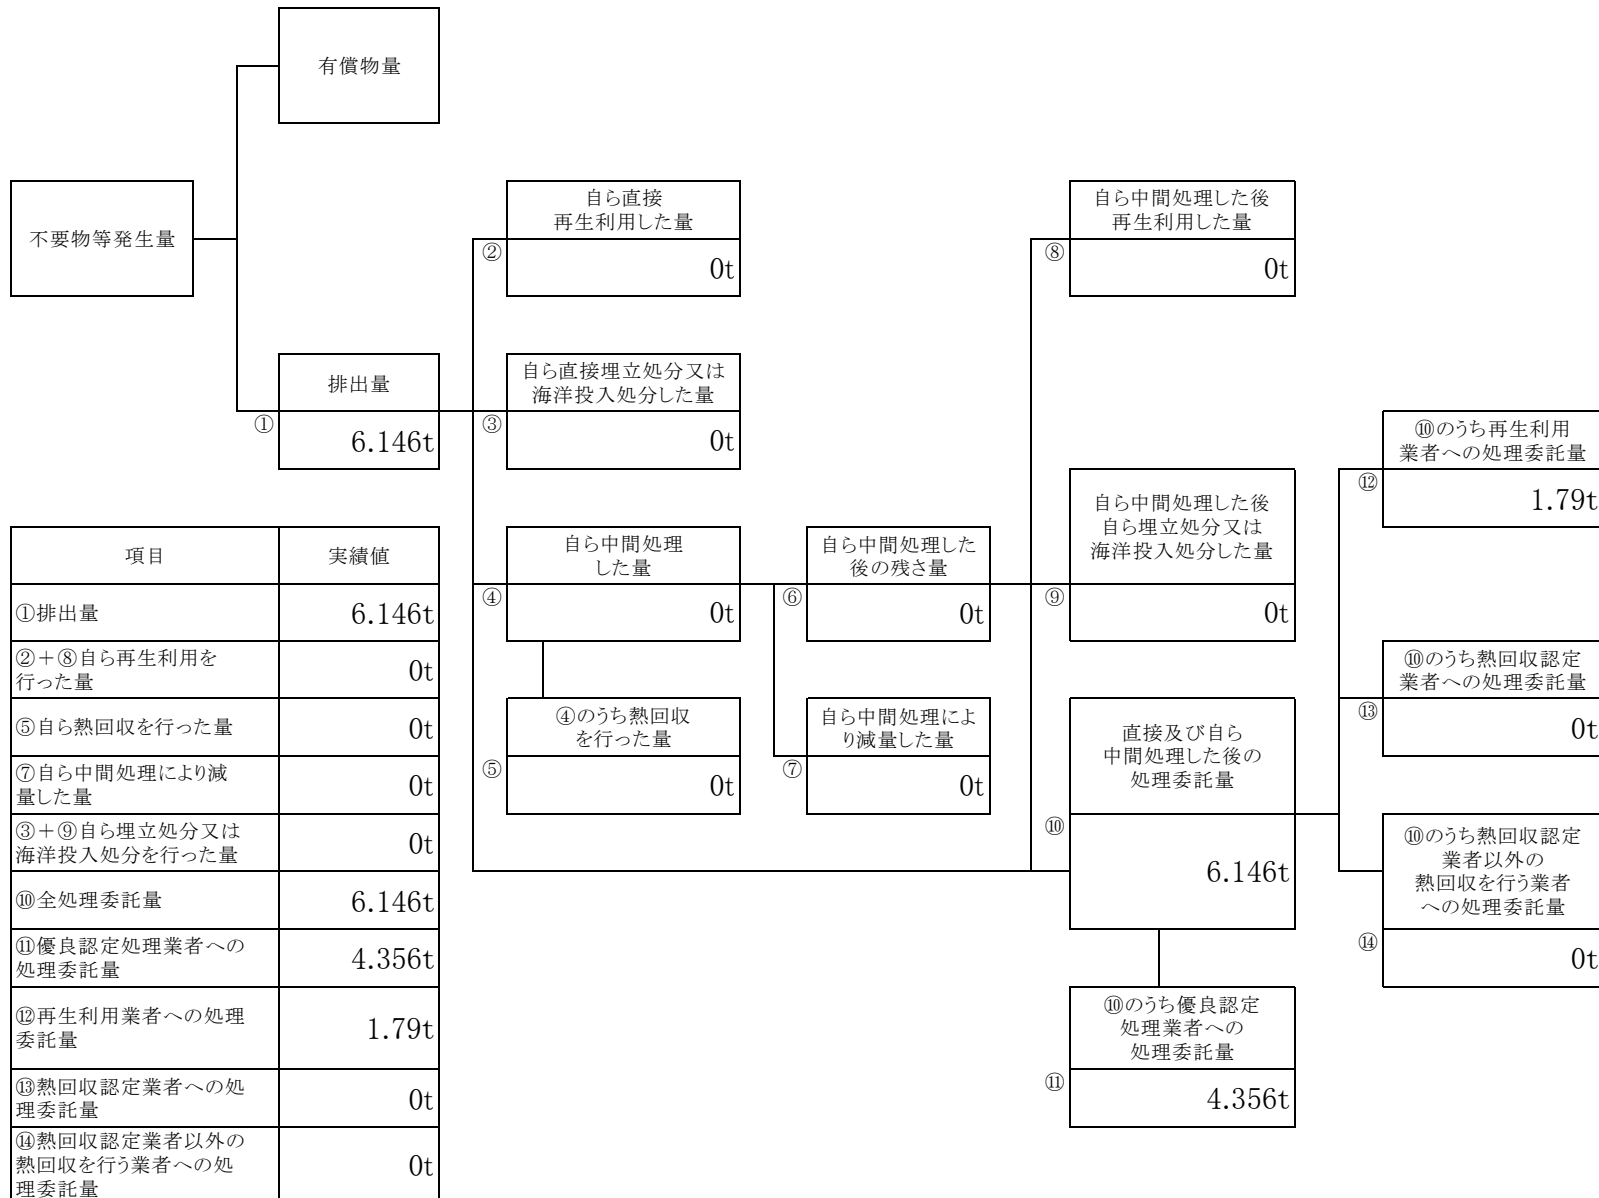 有償物量
不要物等発生量
①
排出量
6.146t
②
自ら直接
再生利用した量
0t
③
自ら直接埋立処分又は
海洋投入処分した量
0t
④
自ら中間処理
した量
0t
⑤
④のうち熱回収
を行った量
0t
⑥
自ら中間処理した
後の残さ量
0t
⑦
自ら中間処理によ
り減量した量
0t
⑧
自ら中間処理した後
再生利用した量
0t
⑨
自ら中間処理した後
自ら埋立処分又は
海洋投入処分した量
0t
⑩
直接及び自ら
中間処理した後の
処理委託量
6.146t
⑪
⑩のうち優良認定
処理業者への
処理委託量
4.356t
⑫
⑩のうち再生利用
業者への処理委託量
1.79t
⑬
⑩のうち熱回収認定
業者への処理委託量
0t
⑭
⑩のうち熱回収認定
業者以外の
熱回収を行う業者
への処理委託量
0t
項目 実績値
①排出量 6.146t
②＋⑧自ら再生利用を
行った量 0t
⑤自ら熱回収を行った量 0t
⑦自ら中間処理により減
量した量 0t
③＋⑨自ら埋立処分又は
海洋投入処分を行った量 0t
⑩全処理委託量 6.146t
⑪優良認定処理業者への
処理委託量 4.356t
⑫再生利用業者への処理
委託量 1.79t
⑬熱回収認定業者への処
理委託量 0t
⑭熱回収認定業者以外の
熱回収を行う業者への処
理委託量 0t